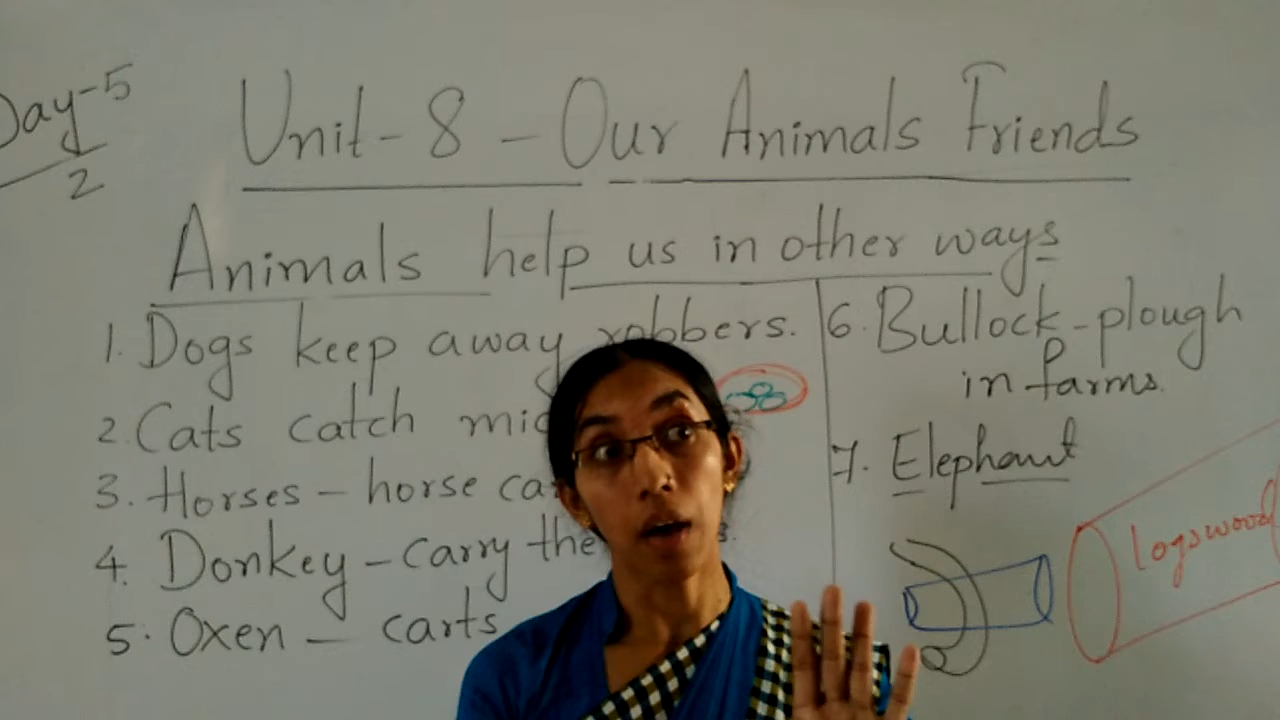 Day-5
2
Unit-8 - Our Animals Friends
Animals help us in other ways
1. Dogs keep away robbers.
2. Cats catch
3. Horses - horse
4. Donkey - carry the
5. Oxen - carts
6. Bullock - plough
in farms.
7. Elephant
logswood